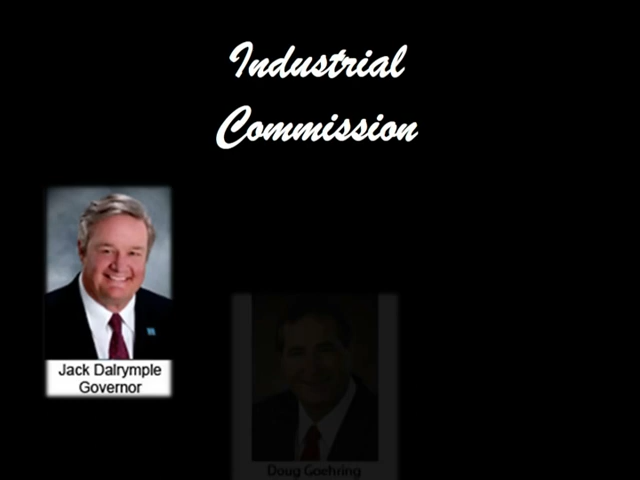 Industrial
Commission
Jack Dalrymple
Governor
Doug Goehring